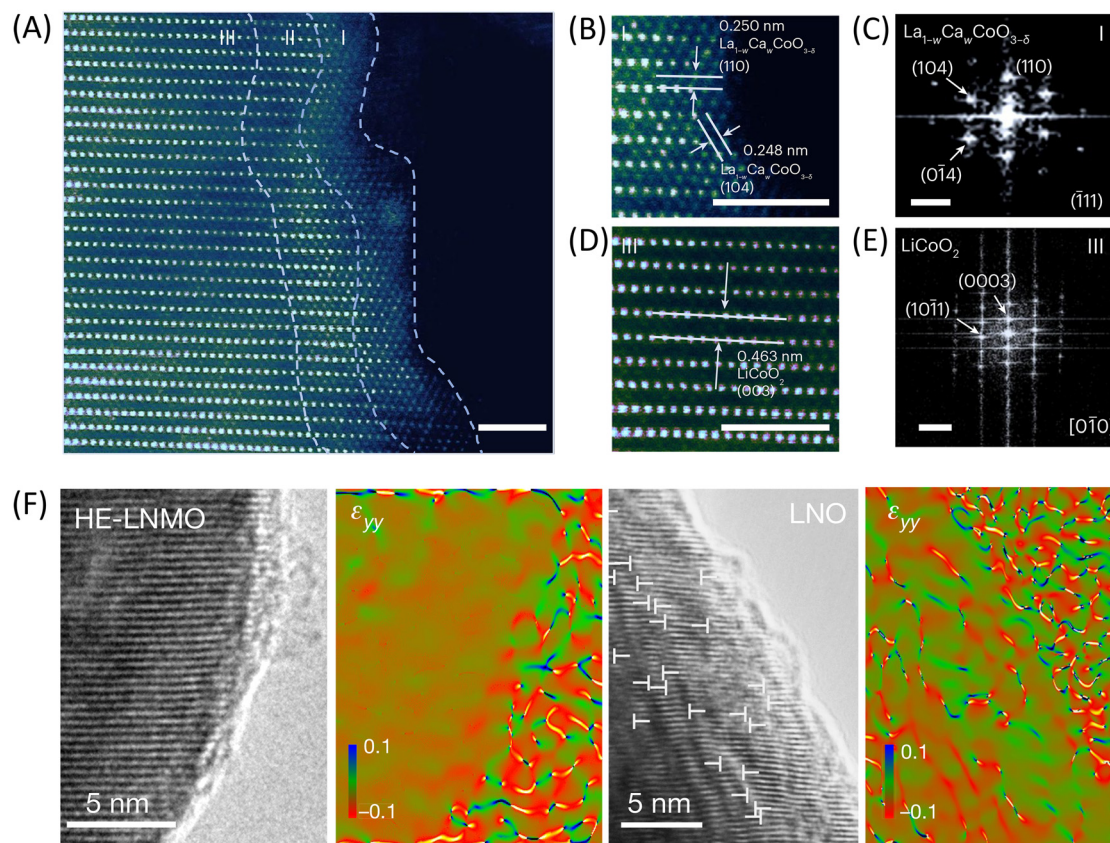 (A)
III
II
I
(B)
I
0.250 nm
La1−wCawCoO3−δ
(110)
0.248 nm
La1−wCawCoO3−δ
(104)
(C)
La1−wCawCoO3−δ
I
(104)
(110)
(01̄4)
(1̄11)
(D)
III
0.463 nm
LiCoO2
(003)
(E)
LiCoO2
III
(0003)
(101̄1)
[01̄0
(F)
HE-LNMO
5 nm
εyy
0.1
−0.1
LNO
5 nm
εyy
0.1
−0.1